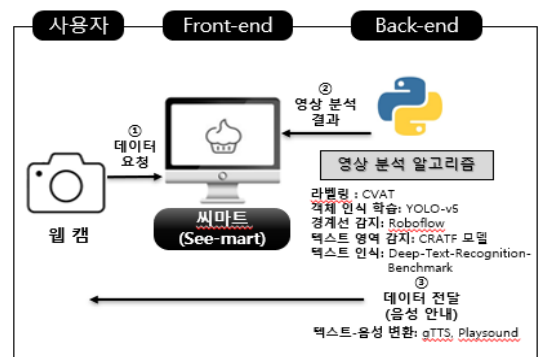 사용자
Front-end
Back-end
①
데이터
요청
②
영상 분석
결과
웹 캠
씨마트
(See-mart)
영상 분석 알고리즘
라벨링 : CVAT
객체 인식 학습: YOLO-v5
경계선 감지: Roboflow
텍스트 영역 감지: CRATF 모델
텍스트 인식: Deep-Text-Recognition-
Benchmark
③
데이터 전달
(음성 안내)
텍스트-음성 변환: gTTS, Playsound